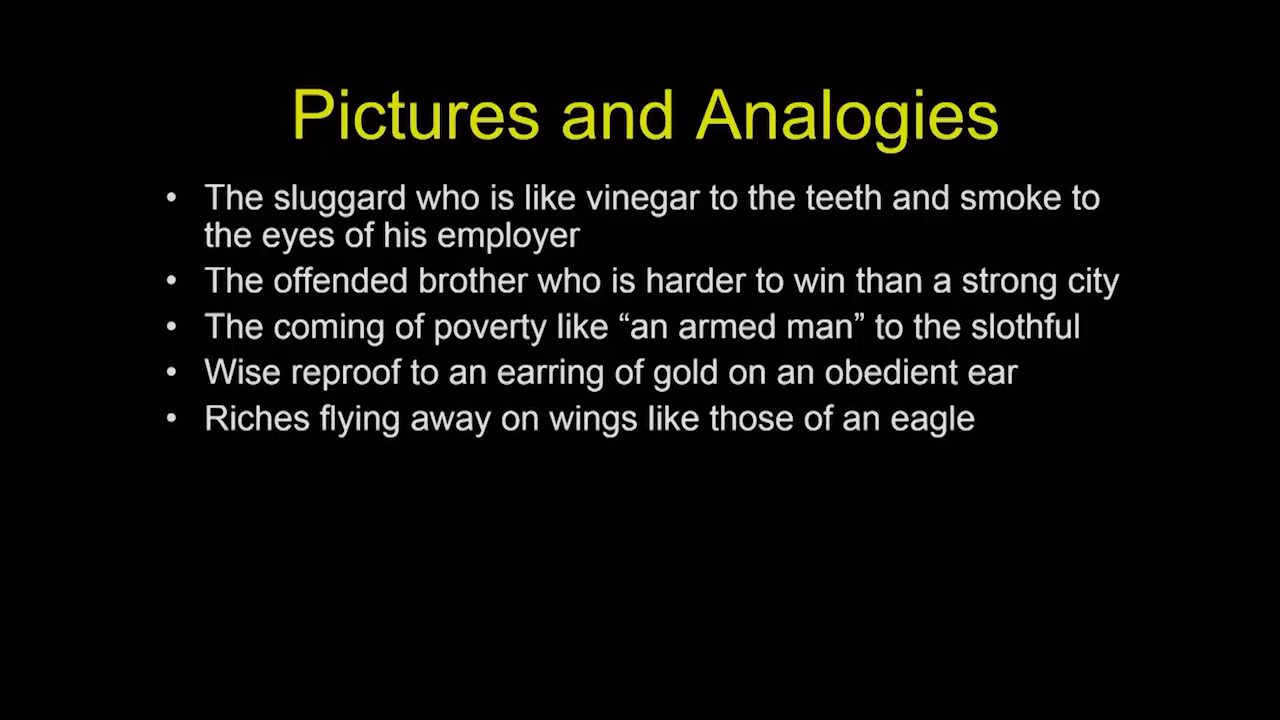 Pictures and Analogies
• The sluggard who is like vinegar to the teeth and smoke to
the eyes of his employer
• The offended brother who is harder to win than a strong city
• The coming of poverty like “an armed man” to the slothful
• Wise reproof to an earring of gold on an obedient ear
• Riches flying away on wings like those of an eagle